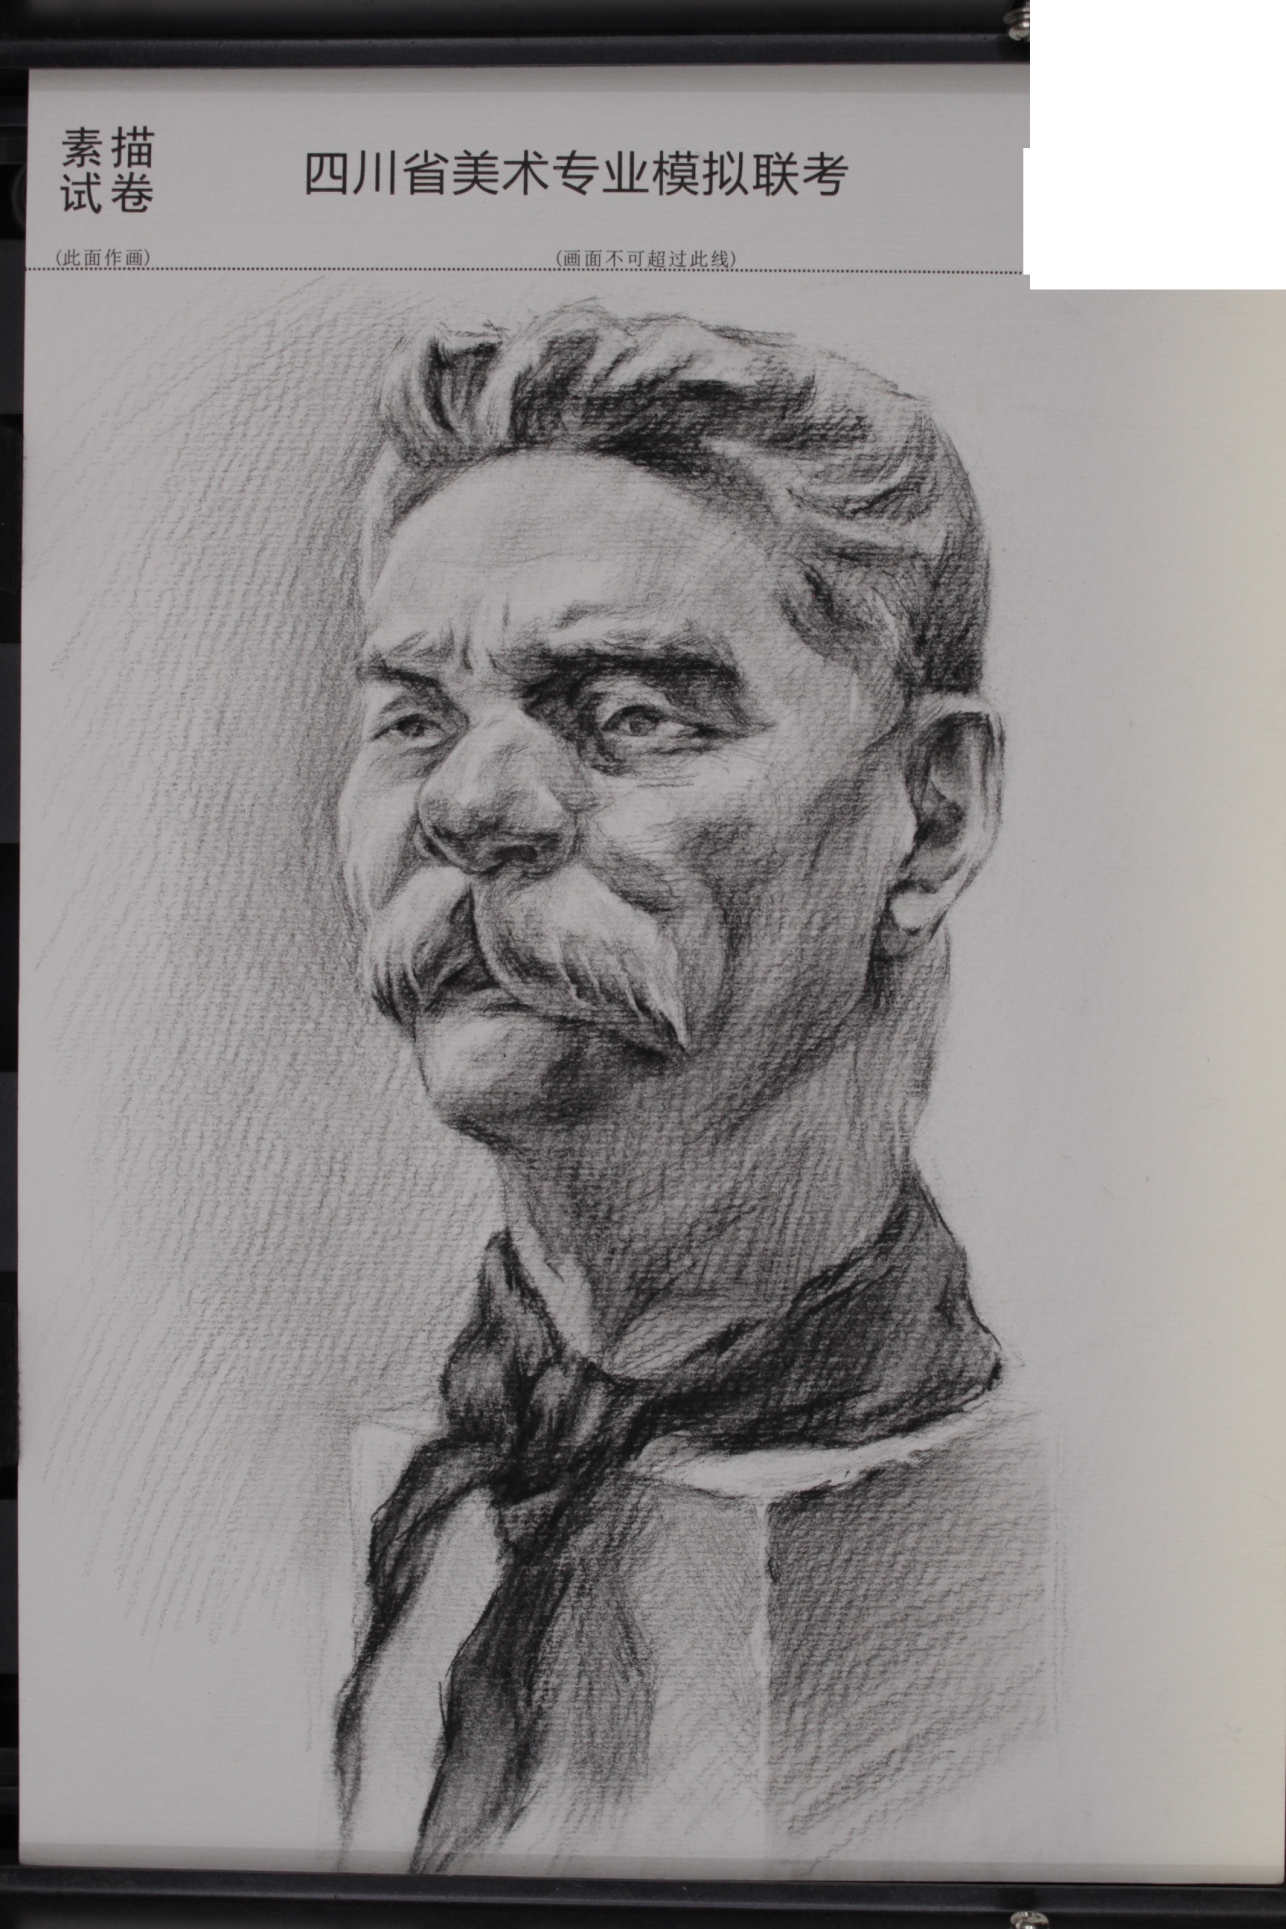 素描
试卷
四川省美术专业模拟联考
(此面作画)
(画面不可超过此线)